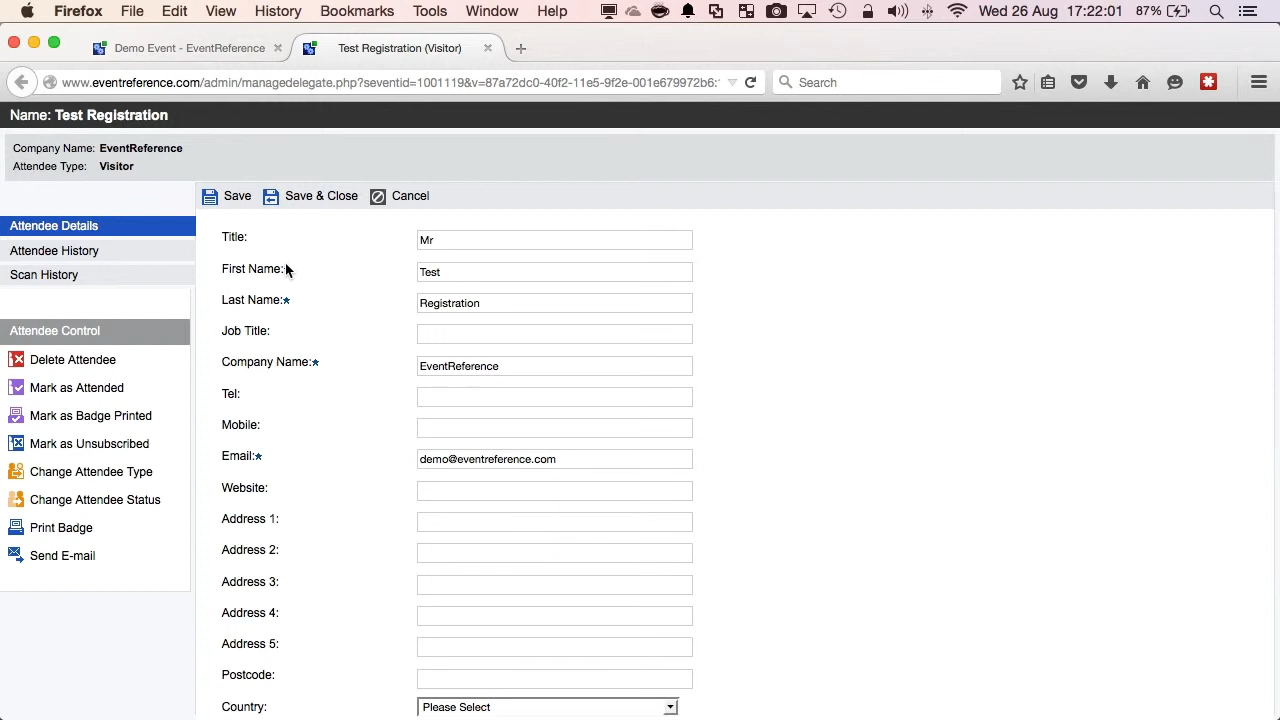 Firefox File Edit View History Bookmarks Tools Window Help Wed 26 Aug 17:22:01 87%
Demo Event - EventReference
Test Registration (Visitor)
www.eventreference.com/admin/managedelegate.php?seventid=1001119&v=87a72dc0-40f2-11e5-9f2e-001e679972b6:
Search
Name: Test Registration
Company Name: EventReference
Attendee Type: Visitor
Save Save & Close Cancel
Attendee Details
Attendee History
Scan History
Attendee Control
Delete Attendee
Mark as Attended
Mark as Badge Printed
Mark as Unsubscribed
Change Attendee Type
Change Attendee Status
Print Badge
Send E-mail
Title: Mr
First Name: Test
Last Name:* Registration
Job Title:
Company Name:* EventReference
Tel:
Mobile:
Email:* demo@eventreference.com
Website:
Address 1:
Address 2:
Address 3:
Address 4:
Address 5:
Postcode:
Country: Please Select